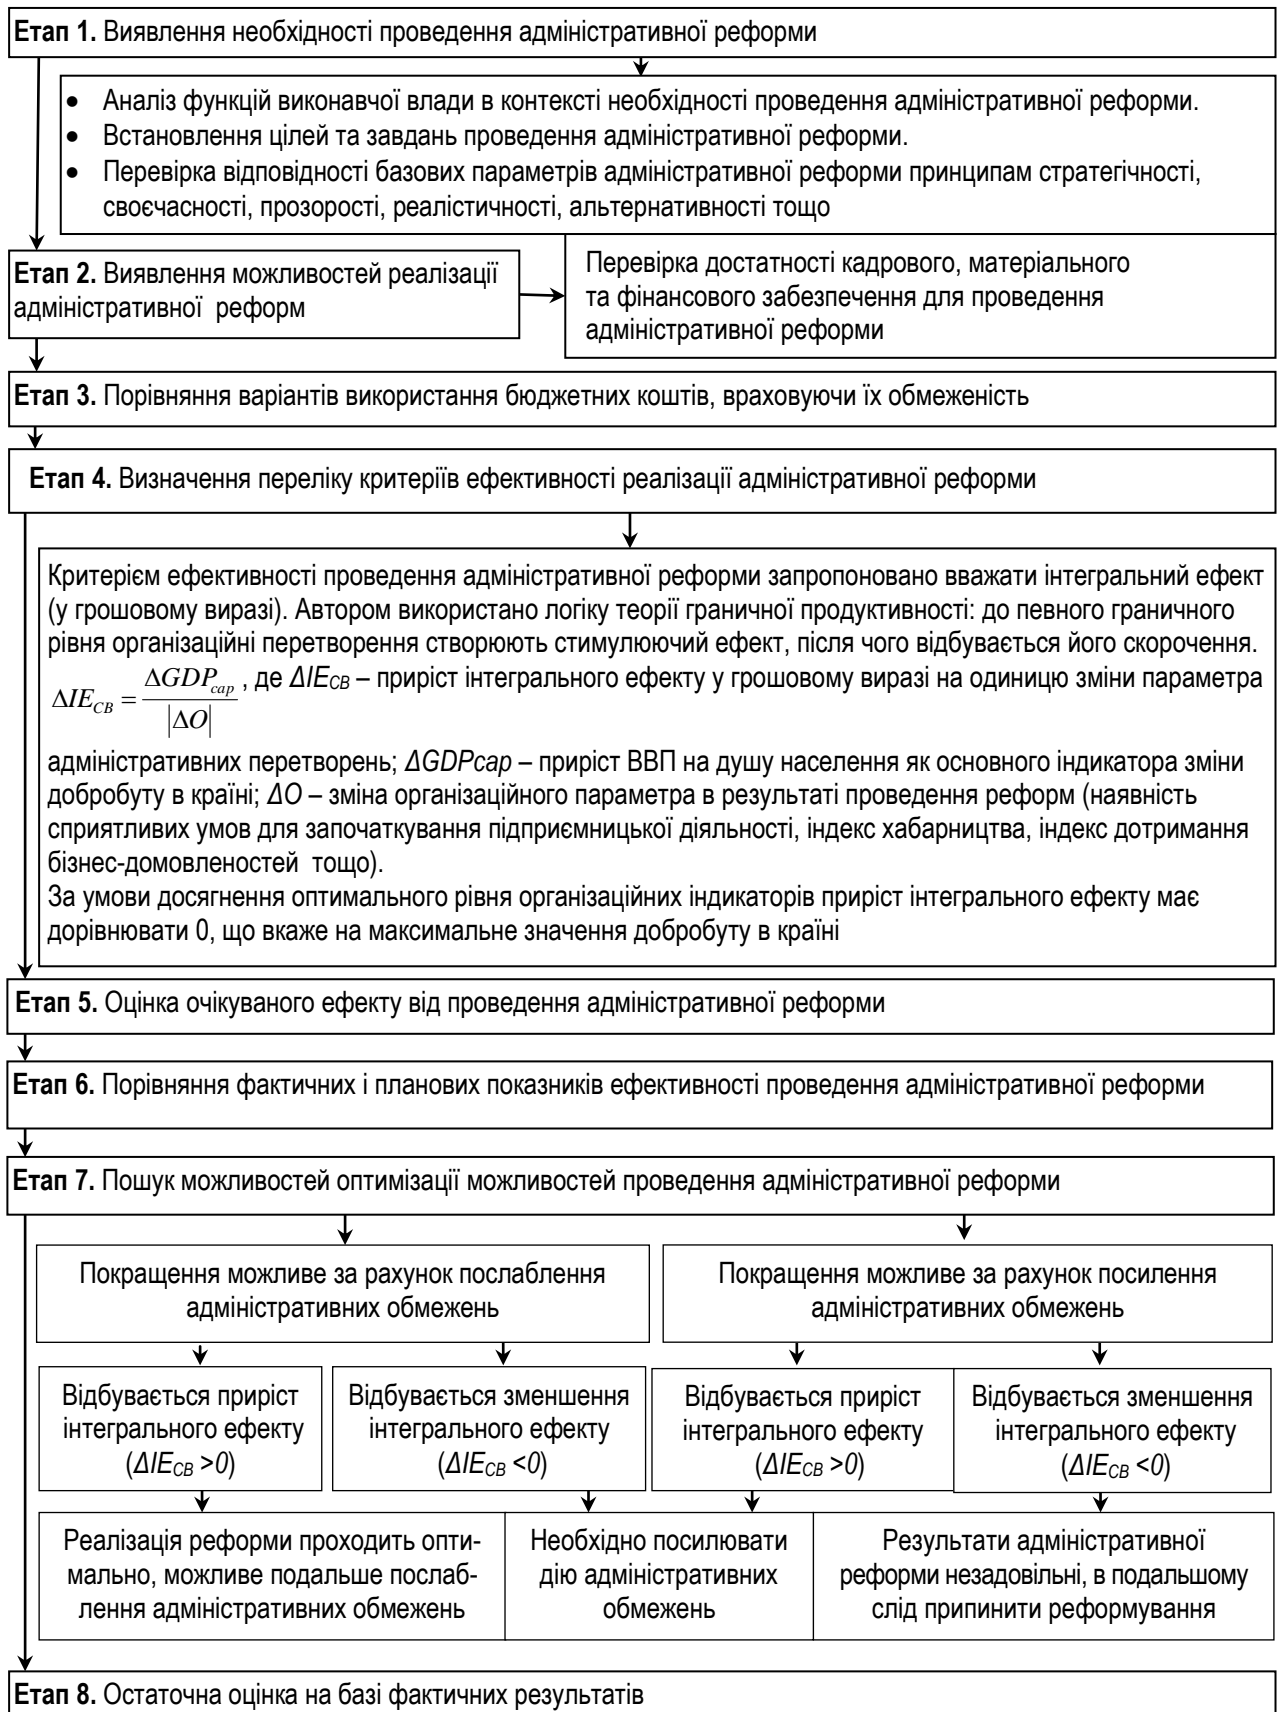 Етап 1. Виявлення необхідності проведення адміністративної реформи
• Аналіз функцій виконавчої влади в контексті необхідності проведення адміністративної реформи.
• Встановлення цілей та завдань проведення адміністративної реформи.
• Перевірка відповідності базових параметрів адміністративної реформи принципам стратегічності,
своєчасності, прозорості, реалістичності, альтернативності тощо
Етап 2. Виявлення можливостей реалізації
адміністративної реформ
Перевірка достатності кадрового, матеріального
та фінансового забезпечення для проведення
адміністративної реформи
Етап 3. Порівняння варіантів використання бюджетних коштів, враховуючи їх обмеженість
Етап 4. Визначення переліку критеріїв ефективності реалізації адміністративної реформи
Критерієм ефективності проведення адміністративної реформи запропоновано вважати інтегральний ефект
(у грошовому виразі). Автором використано логіку теорії граничної продуктивності: до певного граничного
рівня організаційні перетворення створюють стимулюючий ефект, після чого відбувається його скорочення.
ΔIE_CB = ΔGDP_cap / |ΔO| , де ΔIE_CB – приріст інтегрального ефекту у грошовому виразі на одиницю зміни параметра
адміністративних перетворень; ΔGDPcap – приріст ВВП на душу населення як основного індикатора зміни
добробуту в країні; ΔO – зміна організаційного параметра в результаті проведення реформ (наявність
сприятливих умов для започаткування підприємницької діяльності, індекс хабарництва, індекс дотримання
бізнес-домовленостей тощо).
За умови досягнення оптимального рівня організаційних індикаторів приріст інтегрального ефекту має
дорівнювати 0, що вкаже на максимальне значення добробуту в країні
Етап 5. Оцінка очікуваного ефекту від проведення адміністративної реформи
Етап 6. Порівняння фактичних і планових показників ефективності проведення адміністративної реформи
Етап 7. Пошук можливостей оптимізації можливостей проведення адміністративної реформи
Покращення можливе за рахунок послаблення
адміністративних обмежень
Покращення можливе за рахунок посилення
адміністративних обмежень
Відбувається приріст
інтегрального ефекту
(ΔIE_CB >0)
Відбувається зменшення
інтегрального ефекту
(ΔIE_CB <0)
Відбувається приріст
інтегрального ефекту
(ΔIE_CB >0)
Відбувається зменшення
інтегрального ефекту
(ΔIE_CB <0)
Реалізація реформи проходить опти-
мально, можливе подальше послаб-
лення адміністративних обмежень
Необхідно посилювати
дію адміністративних
обмежень
Результати адміністративної
реформи незадовільні, в подальшому
слід припинити реформування
Етап 8. Остаточна оцінка на базі фактичних результатів